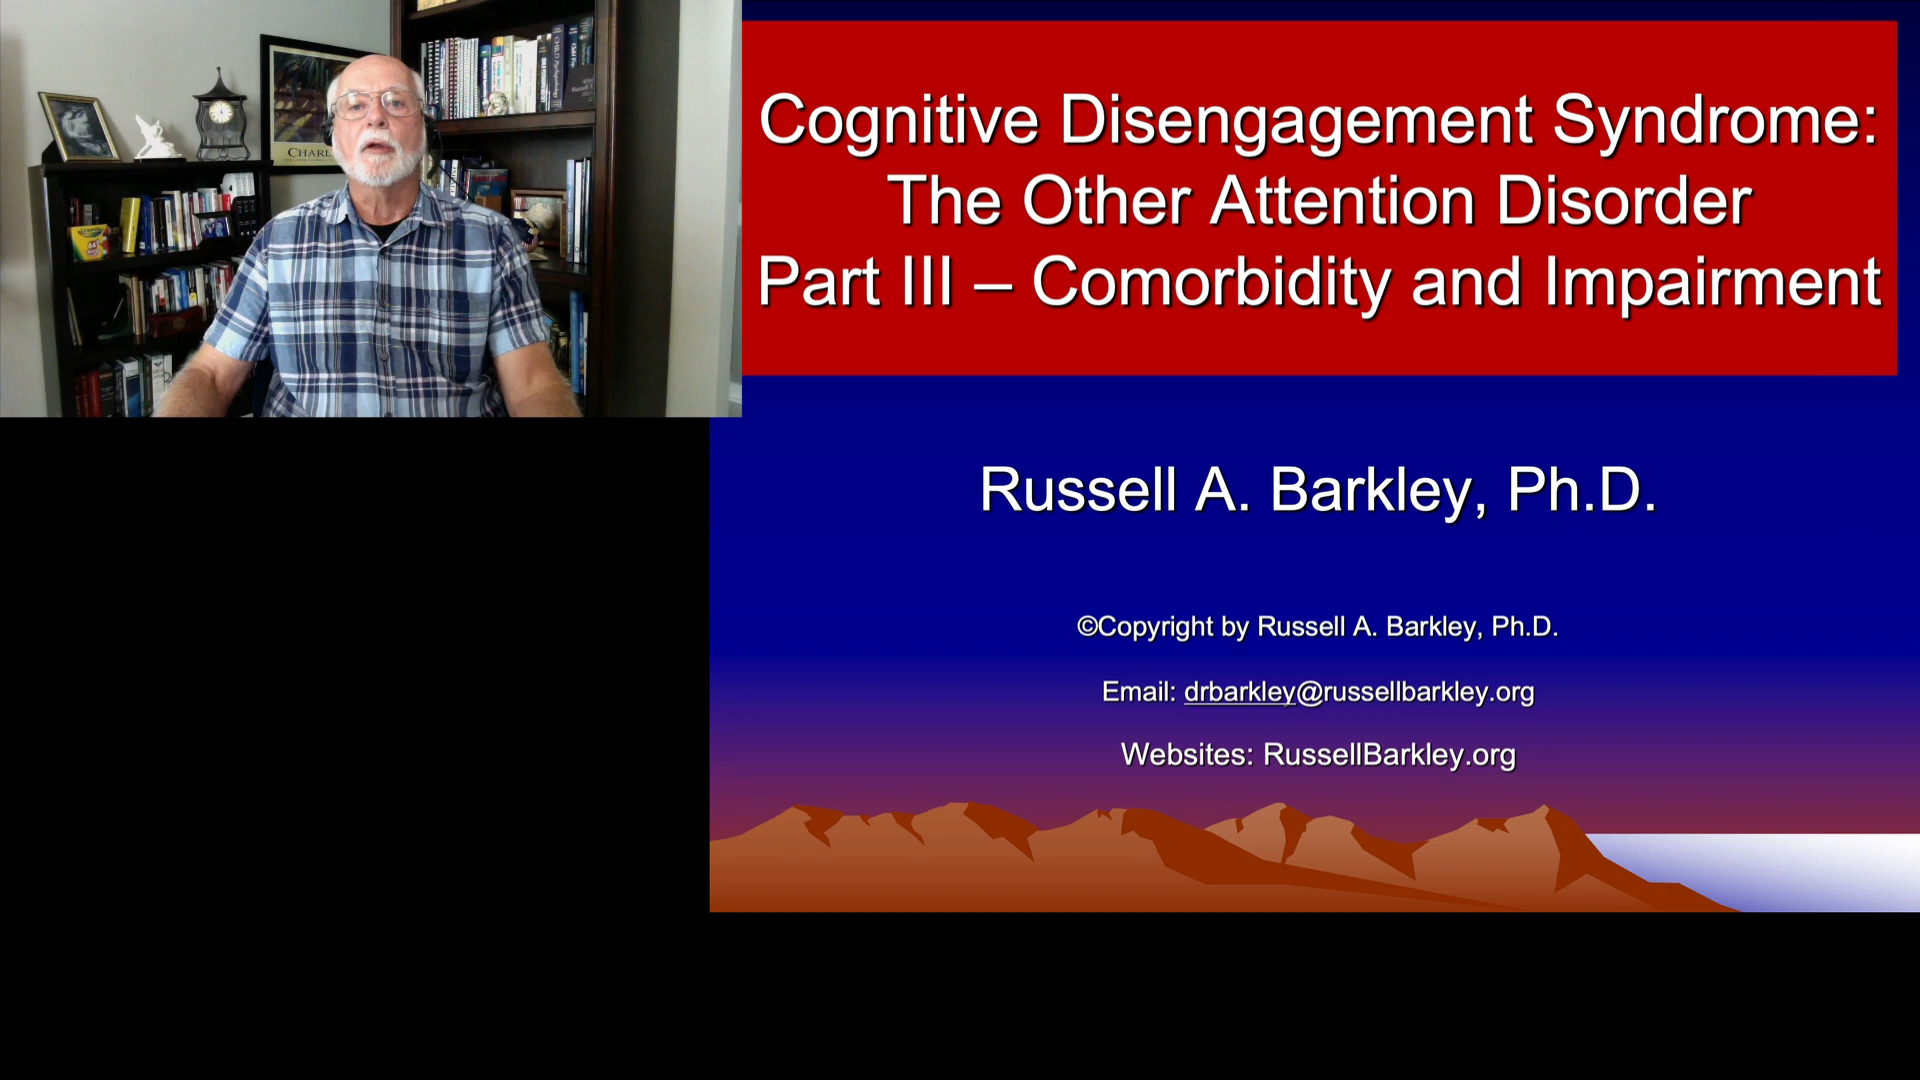 Cognitive Disengagement Syndrome:
The Other Attention Disorder
Part III – Comorbidity and Impairment
Russell A. Barkley, Ph.D.
©Copyright by Russell A. Barkley, Ph.D.
Email: drbarkley@russellbarkley.org
Websites: RussellBarkley.org